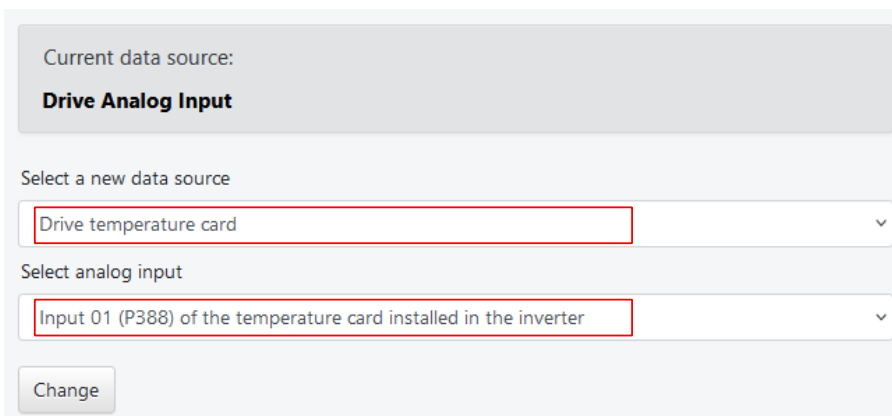 Current data source:
Drive Analog Input
Select a new data source
Drive temperature card
Select analog input
Input 01 (P388) of the temperature card installed in the inverter
Change